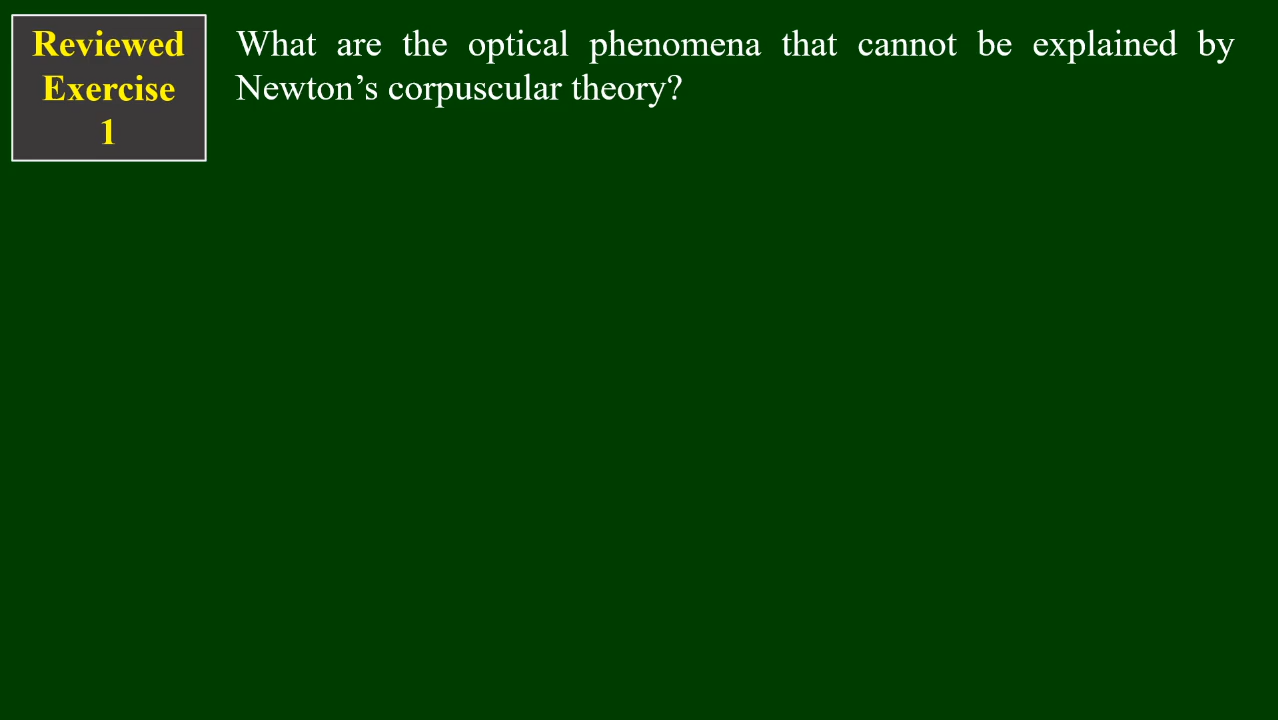 Reviewed
Exercise
1
What are the optical phenomena that cannot be explained by
Newton’s corpuscular theory?